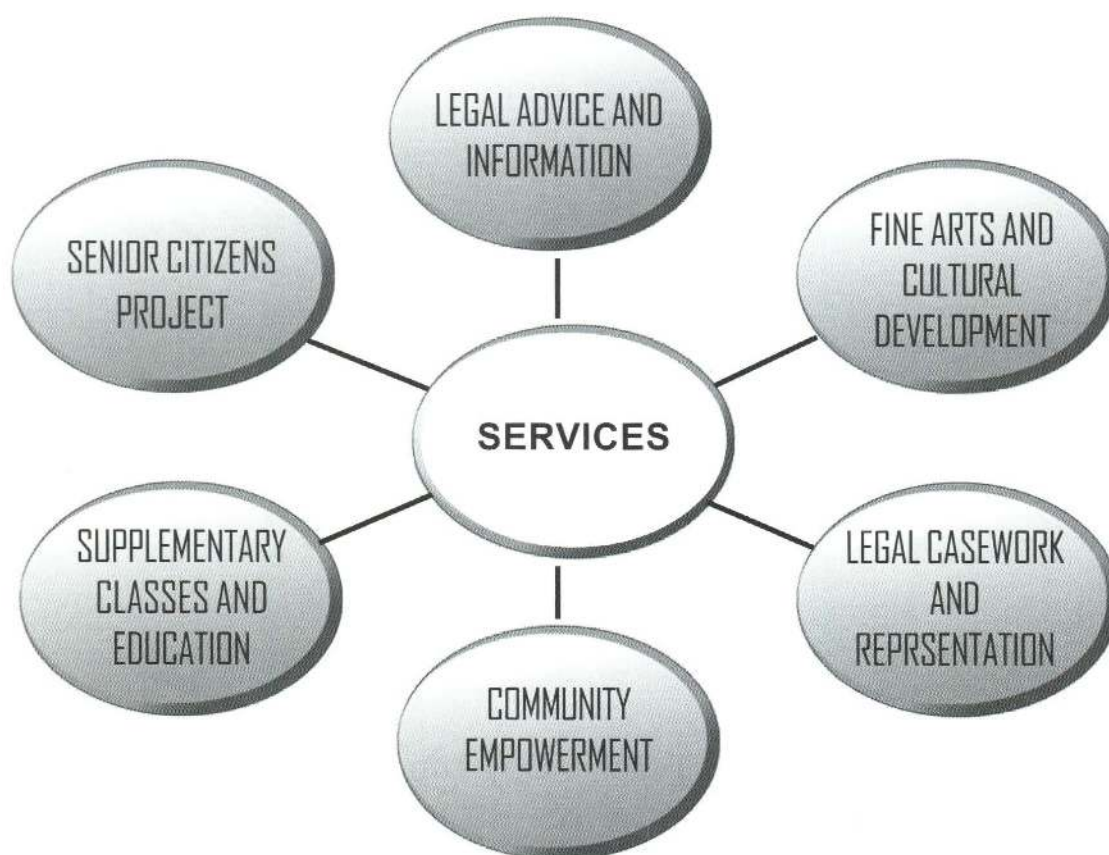 LEGAL ADVICE AND
INFORMATION
SENIOR CITIZENS
PROJECT
FINE ARTS AND
CULTURAL
DEVELOPMENT
SERVICES
SUPPLEMENTARY
CLASSES AND
EDUCATION
LEGAL CASEWORK
AND
REPRSENTATION
COMMUNITY
EMPOWERMENT